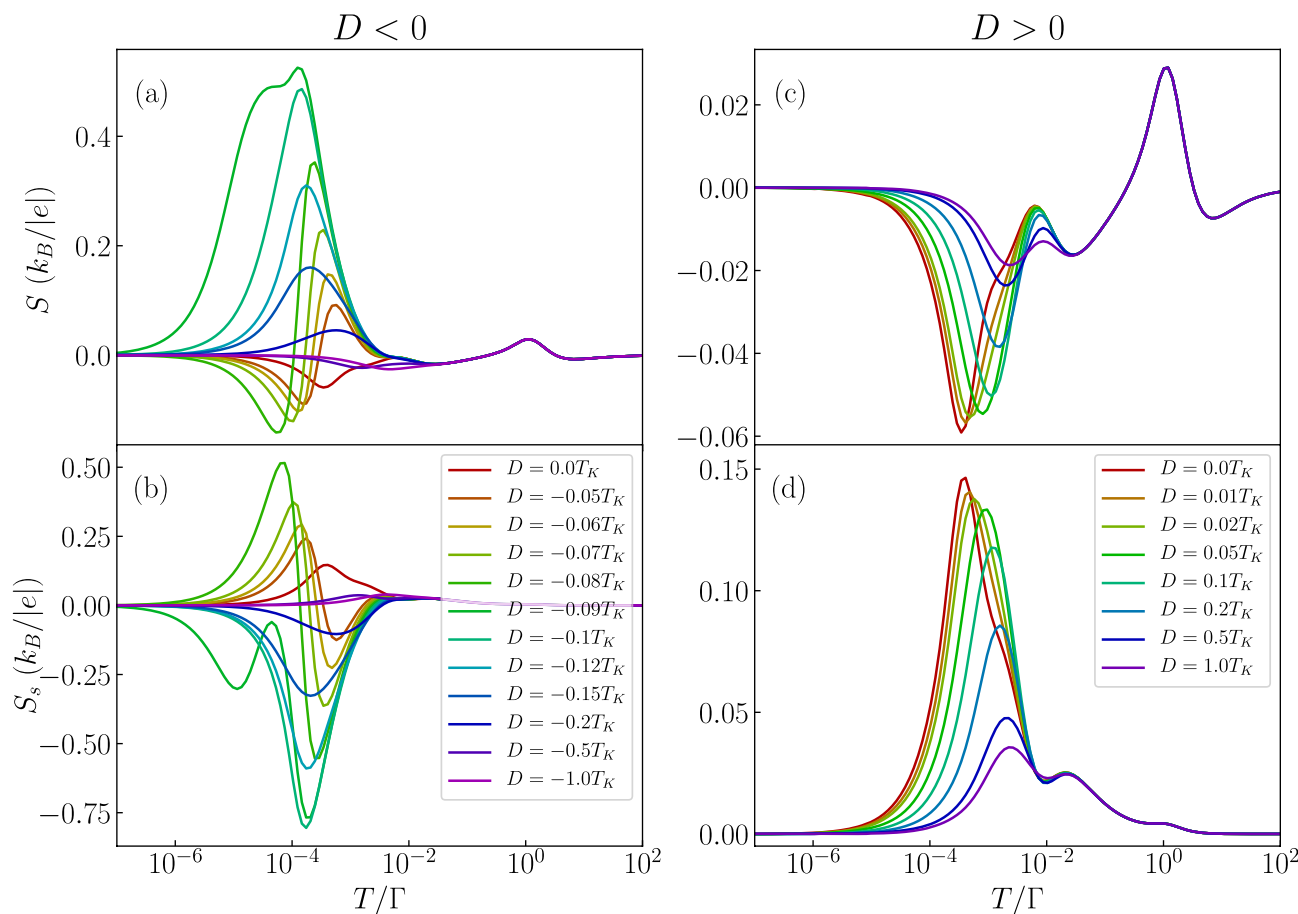 D < 0
D > 0
(a)
(c)
0.4
0.2
0.0
S (k_B/|e|)
0.02
0.00
−0.02
−0.04
−0.06
(b)
(d)
0.50
0.25
0.00
−0.25
−0.50
−0.75
S_s (k_B/|e|)
D = 0.0T_K
D = −0.05T_K
D = −0.06T_K
D = −0.07T_K
D = −0.08T_K
D = −0.09T_K
D = −0.1T_K
D = −0.12T_K
D = −0.15T_K
D = −0.2T_K
D = −0.5T_K
D = −1.0T_K
0.15
0.10
0.05
0.00
D = 0.0T_K
D = 0.01T_K
D = 0.02T_K
D = 0.05T_K
D = 0.1T_K
D = 0.2T_K
D = 0.5T_K
D = 1.0T_K
10^−6 10^−4 10^−2 10^0 10^2
10^−6 10^−4 10^−2 10^0 10^2
T/Γ
T/Γ